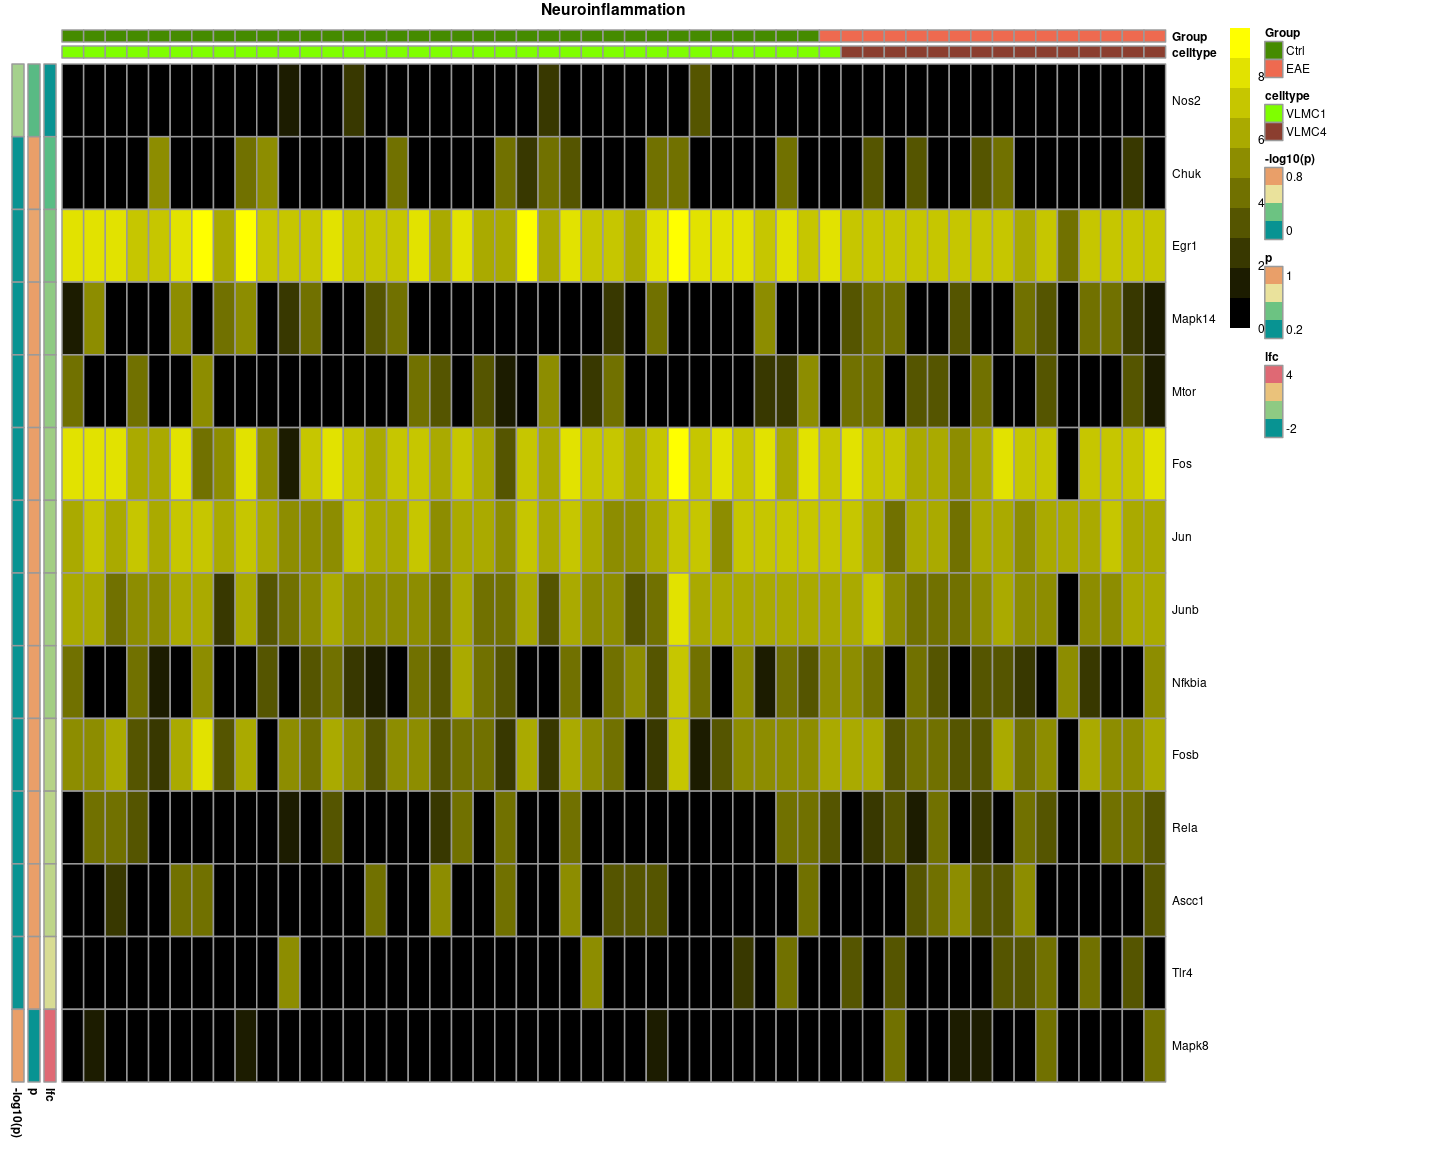 Neuroinflammation
Group
celltype
Nos2
Chuk
Egr1
Mapk14
Mtor
Fos
Jun
Junb
Nfkbia
Fosb
Rela
Ascc1
Tlr4
Mapk8
-log10(p)
p
lfc
8
6
4
2
0
Group
Ctrl
EAE
celltype
VLMC1
VLMC4
-log10(p)
0.8
0
p
1
0.2
lfc
4
-2